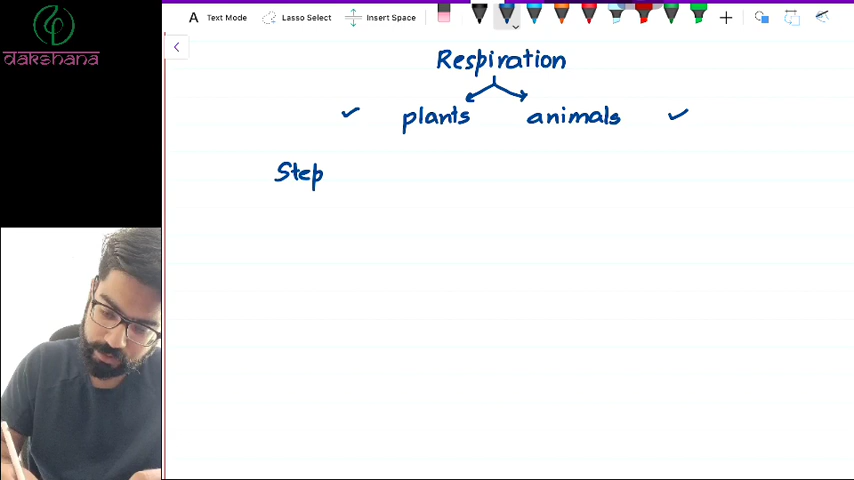 dakshana
A Text Mode Lasso Select Insert Space
Respiration
plants animals
Step